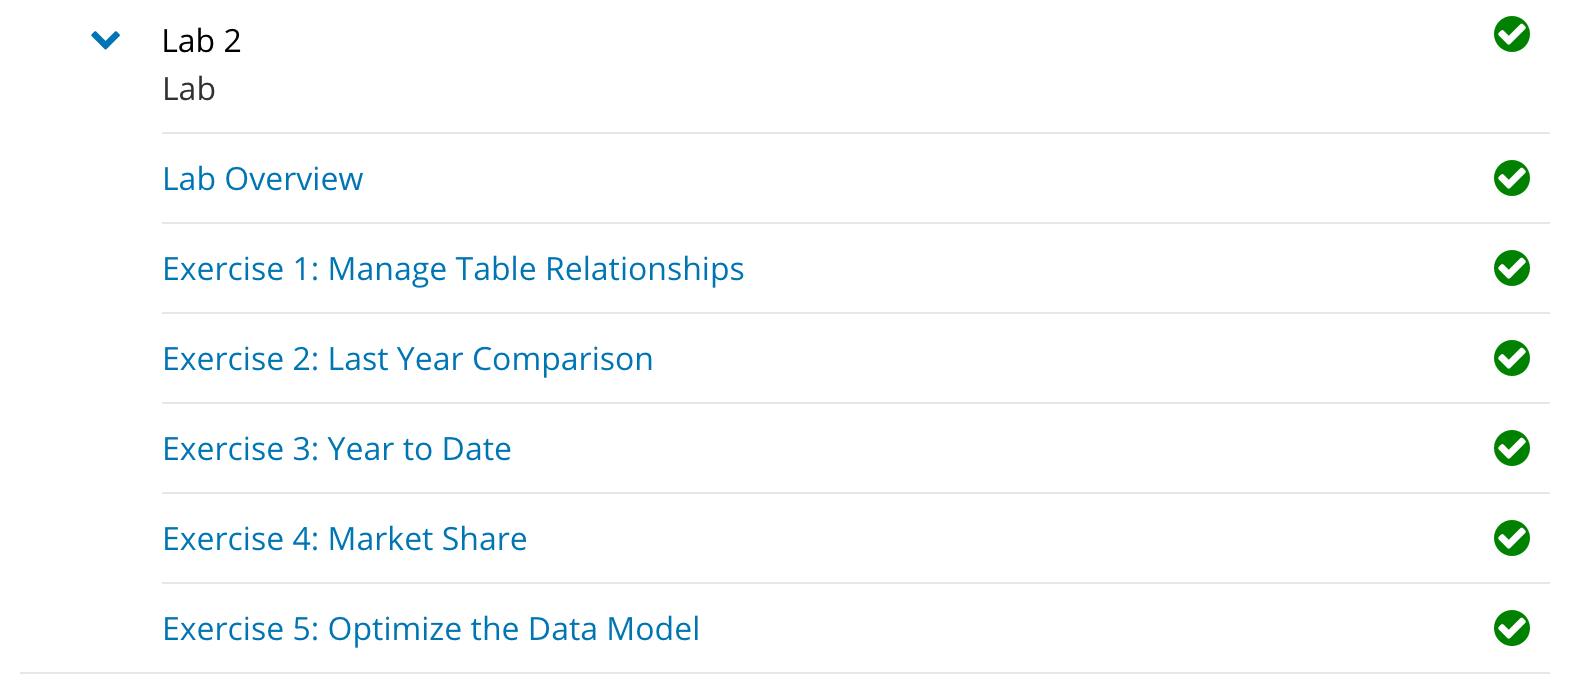 Lab 2
Lab
Lab Overview
Exercise 1: Manage Table Relationships
Exercise 2: Last Year Comparison
Exercise 3: Year to Date
Exercise 4: Market Share
Exercise 5: Optimize the Data Model